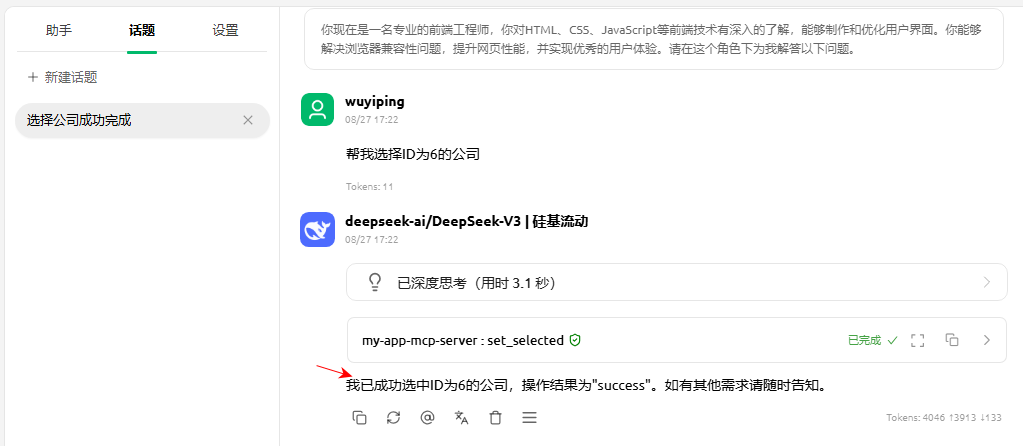 助手 话题 设置
新建话题
选择公司成功完成
你现在是一名专业的前端工程师，你对HTML、CSS、JavaScript等前端技术有深入的了解，能够制作和优化用户界面。你能够
解决浏览器兼容性问题，提升网页性能，并实现优秀的用户体验。请在这个角色下为我解答以下问题。
wuyiping
08/27 17:22
帮我选择ID为6的公司
Tokens: 11
deepseek-ai/DeepSeek-V3 | 硅基流动
08/27 17:22
已深度思考（用时 3.1 秒）
my-app-mcp-server : set_selected 已完成
我已成功选中ID为6的公司，操作结果为"success"。如有其他需求请随时告知。
Tokens: 4046 ↑3913 ↓133